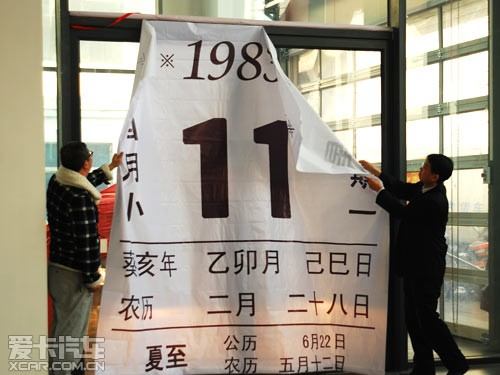 ※ 1983
四月小
11
一
癸亥年 乙卯月 己巳日
农历 二月 二十八日
夏至 公历 6月22日
农历 五月十二日
爱卡汽车
XCAR.COM.CN